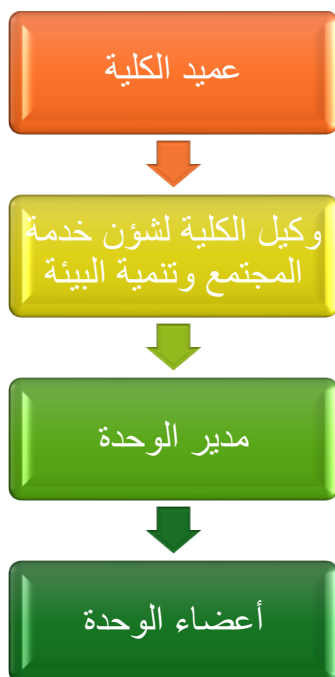 عميد الكلية
وكيل الكلية لشؤن خدمة
المجتمع وتنمية البيئة
مدير الوحدة
أعضاء الوحدة